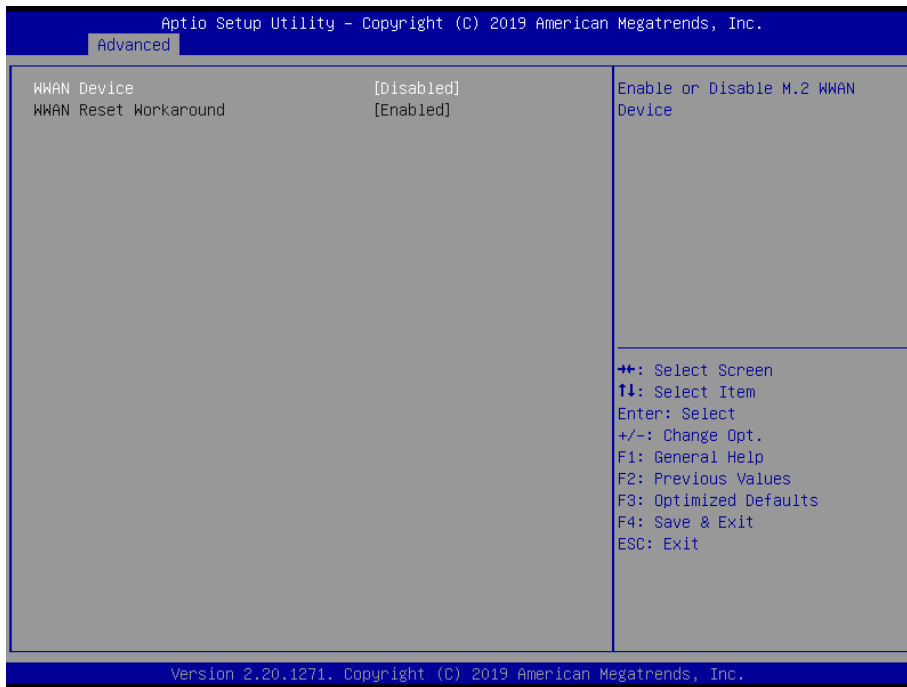 Aptio Setup Utility – Copyright (C) 2019 American Megatrends, Inc.
Advanced
WWAN Device [Disabled]
WWAN Reset Workaround [Enabled]
Enable or Disable M.2 WWAN
Device
→←: Select Screen
↑↓: Select Item
Enter: Select
+/-: Change Opt.
F1: General Help
F2: Previous Values
F3: Optimized Defaults
F4: Save & Exit
ESC: Exit
Version 2.20.1271. Copyright (C) 2019 American Megatrends, Inc.